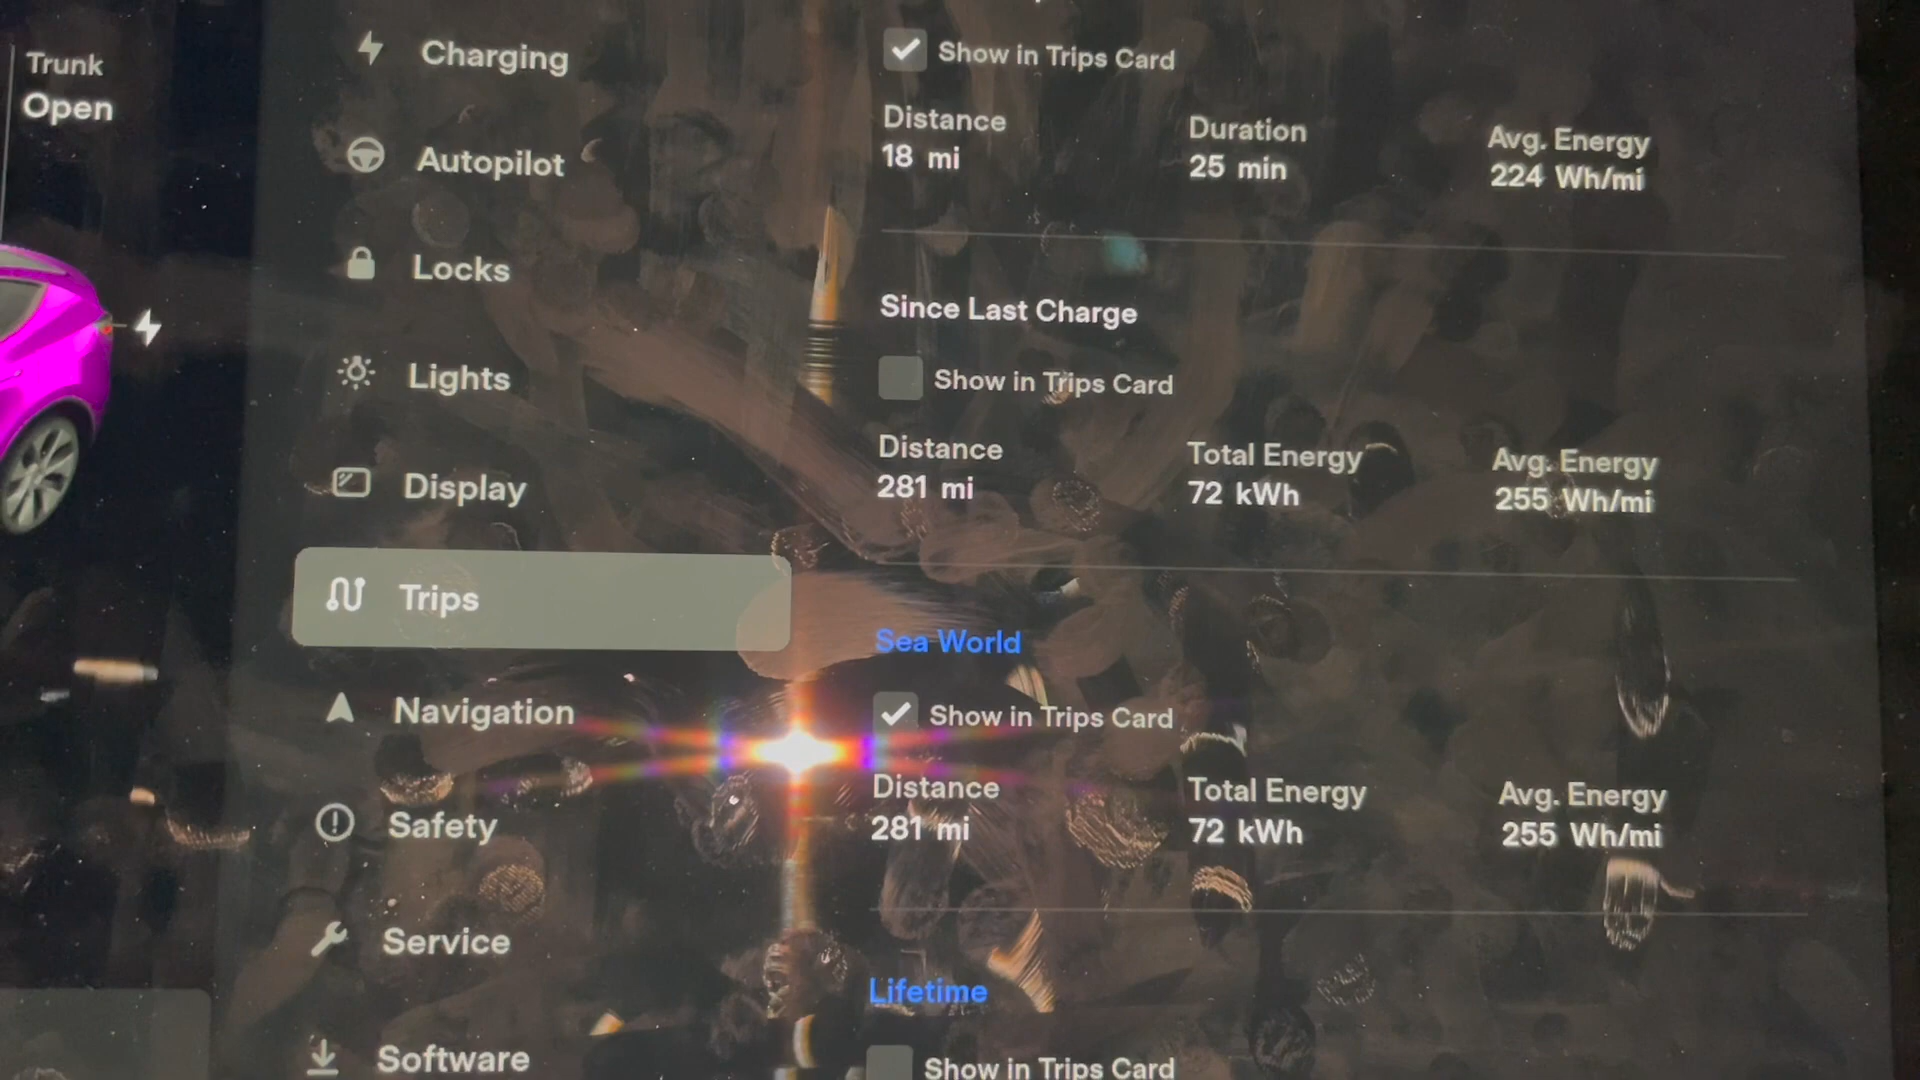 Trunk
Open
Charging
Autopilot
Locks
Lights
Display
Trips
Navigation
Safety
Service
Software
Show in Trips Card
Distance
18 mi
Duration
25 min
Avg. Energy
224 Wh/mi
Since Last Charge
Show in Trips Card
Distance
281 mi
Total Energy
72 kWh
Avg. Energy
255 Wh/mi
Sea World
Show in Trips Card
Distance
281 mi
Total Energy
72 kWh
Avg. Energy
255 Wh/mi
Lifetime
Show in Trips Card